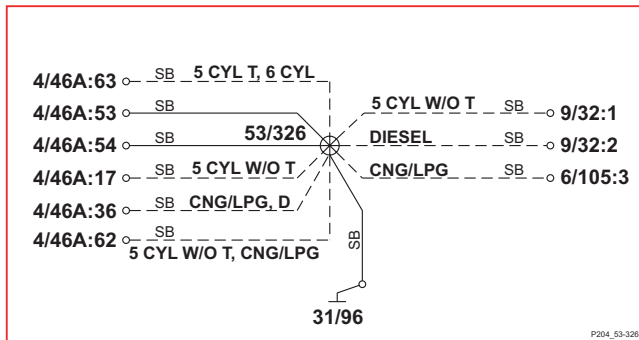 4/46A:63 SB 5 CYL T, 6 CYL
4/46A:53 SB
5 CYL W/O T SB 9/32:1
4/46A:54 SB 53/326
DIESEL SB 9/32:2
4/46A:17 SB 5 CYL W/O T
CNG/LPG SB 6/105:3
4/46A:36 SB CNG/LPG, D
4/46A:62 SB
5 CYL W/O T, CNG/LPG
SB
31/96
P204_53-326